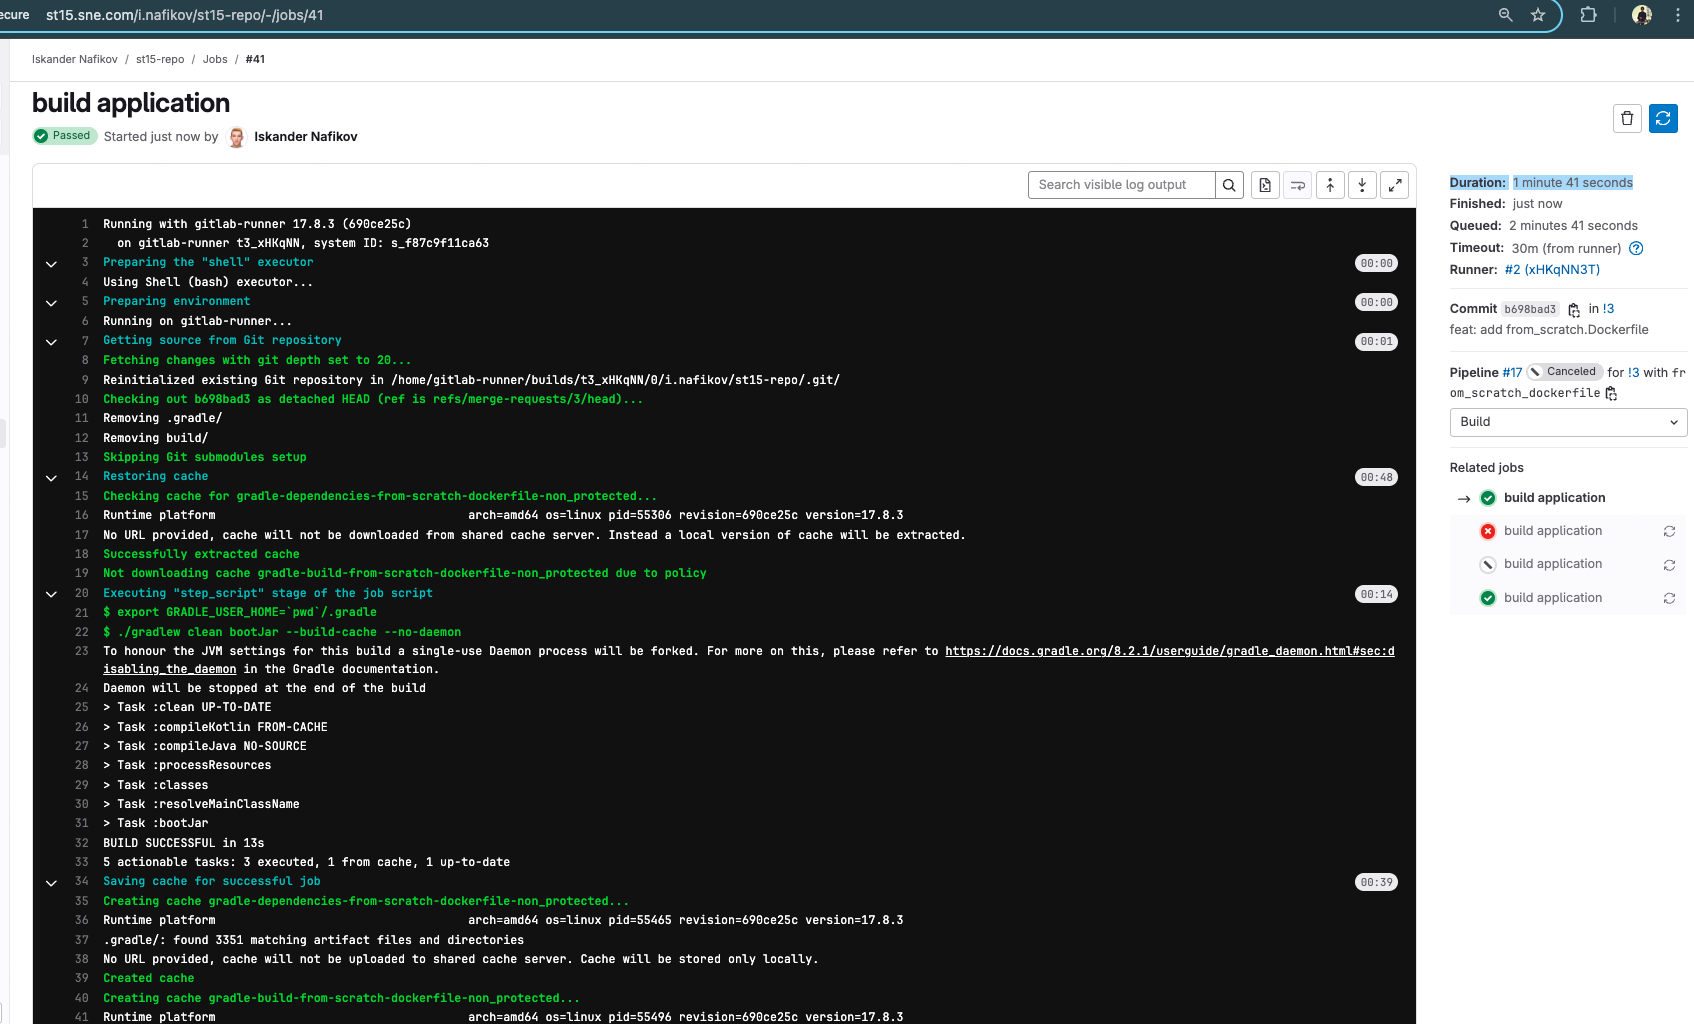 ecure st15.sne.com/i.nafikov/st15-repo/-/jobs/41
Iskander Nafikov / st15-repo / Jobs / #41
build application
Passed Started just now by Iskander Nafikov
Search visible log output
1 Running with gitlab-runner 17.8.3 (690ce25c)
2 on gitlab-runner t3_xHKqNN, system ID: s_f87c9f11ca63
3 Preparing the "shell" executor 00:00
4 Using Shell (bash) executor...
5 Preparing environment 00:00
6 Running on gitlab-runner...
7 Getting source from Git repository 00:01
8 Fetching changes with git depth set to 20...
9 Reinitialized existing Git repository in /home/gitlab-runner/builds/t3_xHKqNN/0/i.nafikov/st15-repo/.git/
10 Checking out b698bad3 as detached HEAD (ref is refs/merge-requests/3/head)...
11 Removing .gradle/
12 Removing build/
13 Skipping Git submodules setup
14 Restoring cache 00:48
15 Checking cache for gradle-dependencies-from-scratch-dockerfile-non_protected...
16 Runtime platform arch=amd64 os=linux pid=55306 revision=690ce25c version=17.8.3
17 No URL provided, cache will not be downloaded from shared cache server. Instead a local version of cache will be extracted.
18 Successfully extracted cache
19 Not downloading cache gradle-build-from-scratch-dockerfile-non_protected due to policy
20 Executing "step_script" stage of the job script 00:14
21 $ export GRADLE_USER_HOME=`pwd`/.gradle
22 $ ./gradlew clean bootJar --build-cache --no-daemon
23 To honour the JVM settings for this build a single-use Daemon process will be forked. For more on this, please refer to https://docs.gradle.org/8.2.1/userguide/gradle_daemon.html#sec:d
isabling_the_daemon in the Gradle documentation.
24 Daemon will be stopped at the end of the build
25 > Task :clean UP-TO-DATE
26 > Task :compileKotlin FROM-CACHE
27 > Task :compileJava NO-SOURCE
28 > Task :processResources
29 > Task :classes
30 > Task :resolveMainClassName
31 > Task :bootJar
32 BUILD SUCCESSFUL in 13s
33 5 actionable tasks: 3 executed, 1 from cache, 1 up-to-date
34 Saving cache for successful job 00:39
35 Creating cache gradle-dependencies-from-scratch-dockerfile-non_protected...
36 Runtime platform arch=amd64 os=linux pid=55465 revision=690ce25c version=17.8.3
37 .gradle/: found 3351 matching artifact files and directories
38 No URL provided, cache will not be uploaded to shared cache server. Cache will be stored only locally.
39 Created cache
40 Creating cache gradle-build-from-scratch-dockerfile-non_protected...
41 Runtime platform arch=amd64 os=linux pid=55496 revision=690ce25c version=17.8.3
Duration: 1 minute 41 seconds
Finished: just now
Queued: 2 minutes 41 seconds
Timeout: 30m (from runner)
Runner: #2 (xHKqNN3T)
Commit b698bad3 in !3
feat: add from_scratch.Dockerfile
Pipeline #17 Canceled for !3 with fr
om_scratch_dockerfile
Build
Related jobs
build application
build application
build application
build application